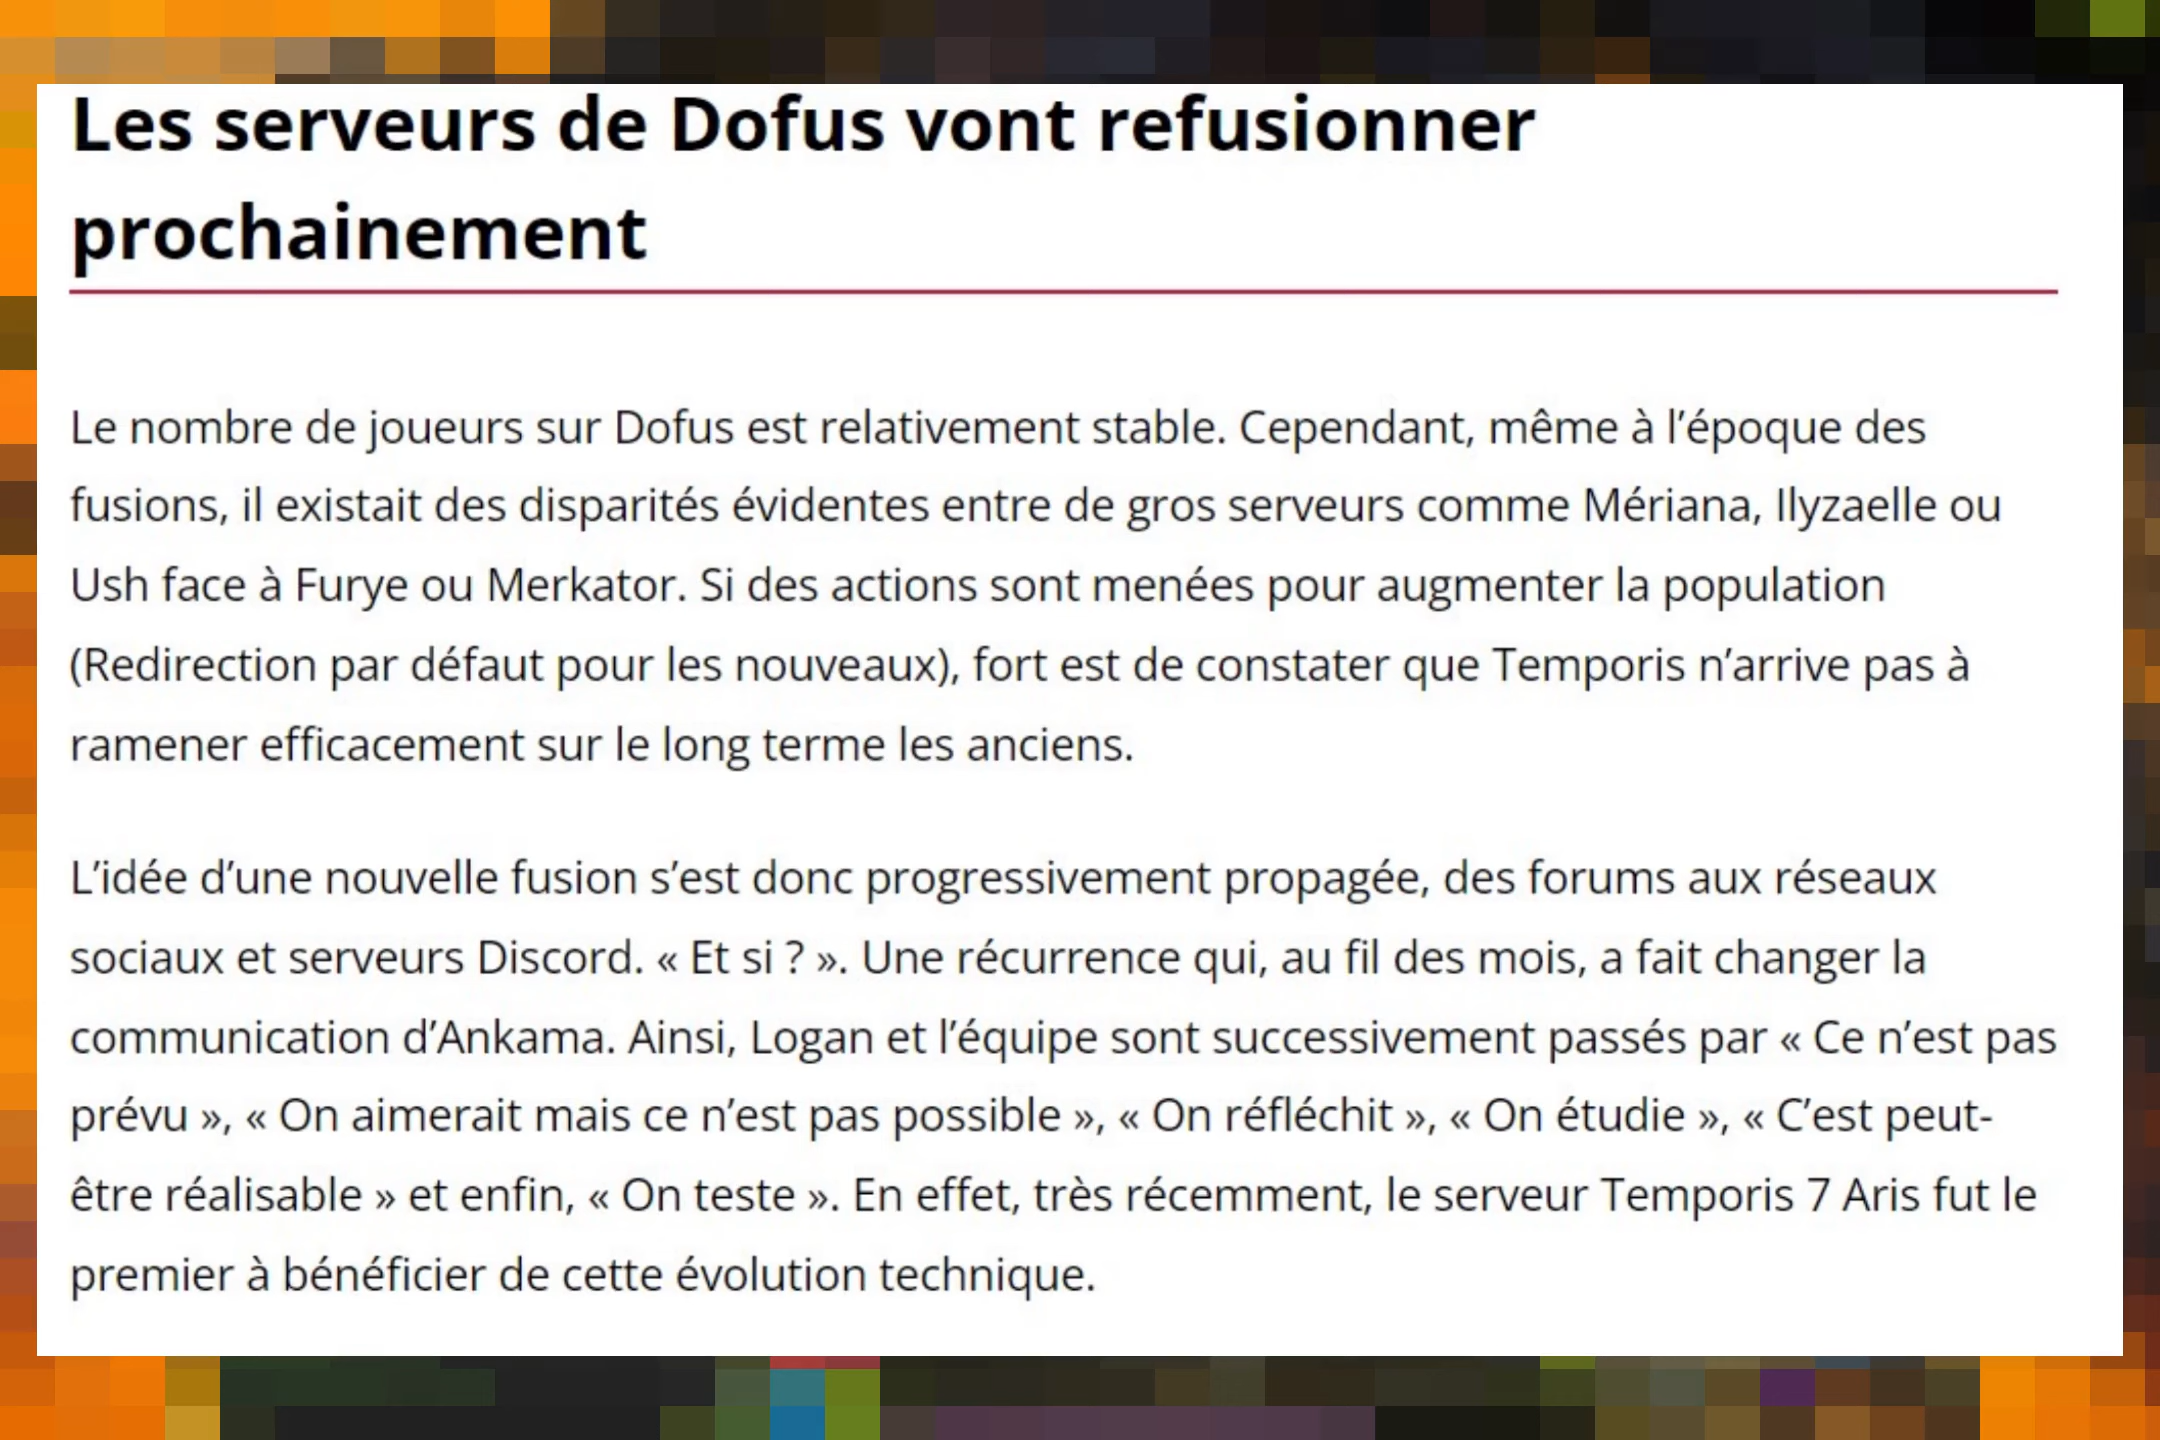 Les serveurs de Dofus vont refusionner
prochainement
Le nombre de joueurs sur Dofus est relativement stable. Cependant, même à l’époque des
fusions, il existait des disparités évidentes entre de gros serveurs comme Mériana, Ilyzaelle ou
Ush face à Furye ou Merkator. Si des actions sont menées pour augmenter la population
(Redirection par défaut pour les nouveaux), fort est de constater que Temporis n’arrive pas à
ramener efficacement sur le long terme les anciens.
L’idée d’une nouvelle fusion s’est donc progressivement propagée, des forums aux réseaux
sociaux et serveurs Discord. « Et si ? ». Une récurrence qui, au fil des mois, a fait changer la
communication d’Ankama. Ainsi, Logan et l’équipe sont successivement passés par « Ce n’est pas
prévu », « On aimerait mais ce n’est pas possible », « On réfléchit », « On étudie », « C’est peut-
être réalisable » et enfin, « On teste ». En effet, très récemment, le serveur Temporis 7 Aris fut le
premier à bénéficier de cette évolution technique.